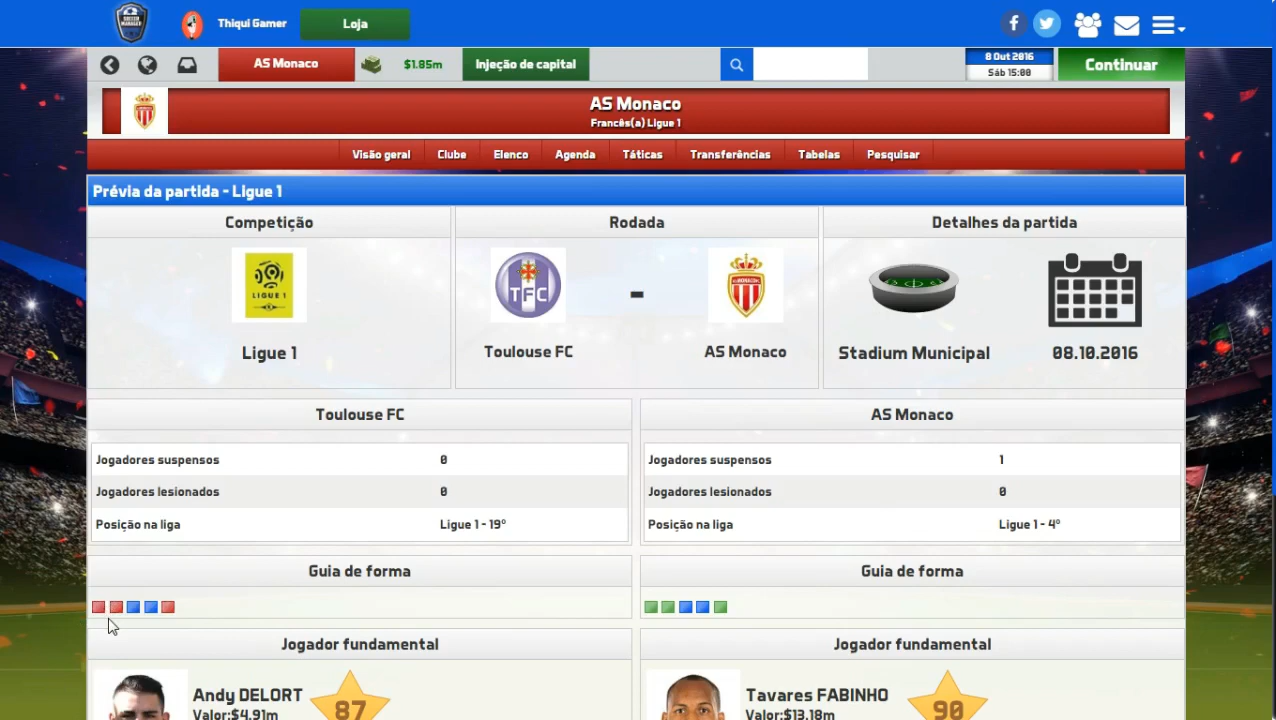 SOCCER MANAGER
Thiqui Gamer
Loja
AS Monaco
$1.85m
Injeção de capital
8 Out 2016
Sáb 15:00
Continuar
AS Monaco
Francês(a) Ligue 1
Visão geral Clube Elenco Agenda Táticas Transferências Tabelas Pesquisar
Prévia da partida - Ligue 1
Competição
Rodada
Detalhes da partida
LIGUE 1
TFC
Ligue 1
Toulouse FC
-
AS Monaco
Stadium Municipal
08.10.2016
Toulouse FC
Jogadores suspensos 0
Jogadores lesionados 0
Posição na liga Ligue 1 - 19º
AS Monaco
Jogadores suspensos 1
Jogadores lesionados 0
Posição na liga Ligue 1 - 4º
Guia de forma
Guia de forma
Jogador fundamental
Andy DELORT
Valor:$4.91m
87
Jogador fundamental
Tavares FABINHO
Valor:$13.18m
90